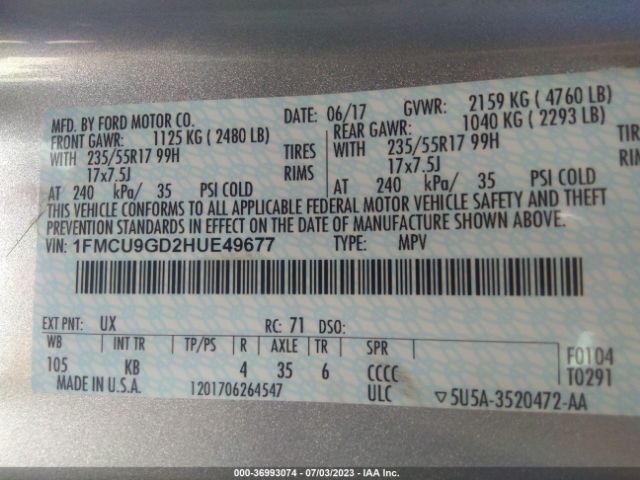 MFD. BY FORD MOTOR CO. DATE: 06/17 GVWR: 2159 KG ( 4760 LB)
FRONT GAWR: 1125 KG ( 2480 LB) REAR GAWR: 1040 KG ( 2293 LB)
WITH 235/55R17 99H TIRES WITH 235/55R17 99H TIRES
17x7.5J RIMS 17x7.5J RIMS
AT 240 kPa/ 35 PSI COLD AT 240 kPa/ 35 PSI COLD
THIS VEHICLE CONFORMS TO ALL APPLICABLE FEDERAL MOTOR VEHICLE SAFETY AND THEFT
PREVENTION STANDARDS IN EFFECT ON THE DATE OF MANUFACTURE SHOWN ABOVE.
VIN: 1FMCU9GD2HUE49677 TYPE: MPV
EXT PNT: UX RC: 71 DSO:
WB INT TR TP/PS R AXLE TR SPR
105 KB 4 35 6 CCCC F0104
T0291
MADE IN U.S.A. 1201706264547 ULC ▽5U5A-3520472-AA
000-36993074 - 07/03/2023 - IAA Inc.